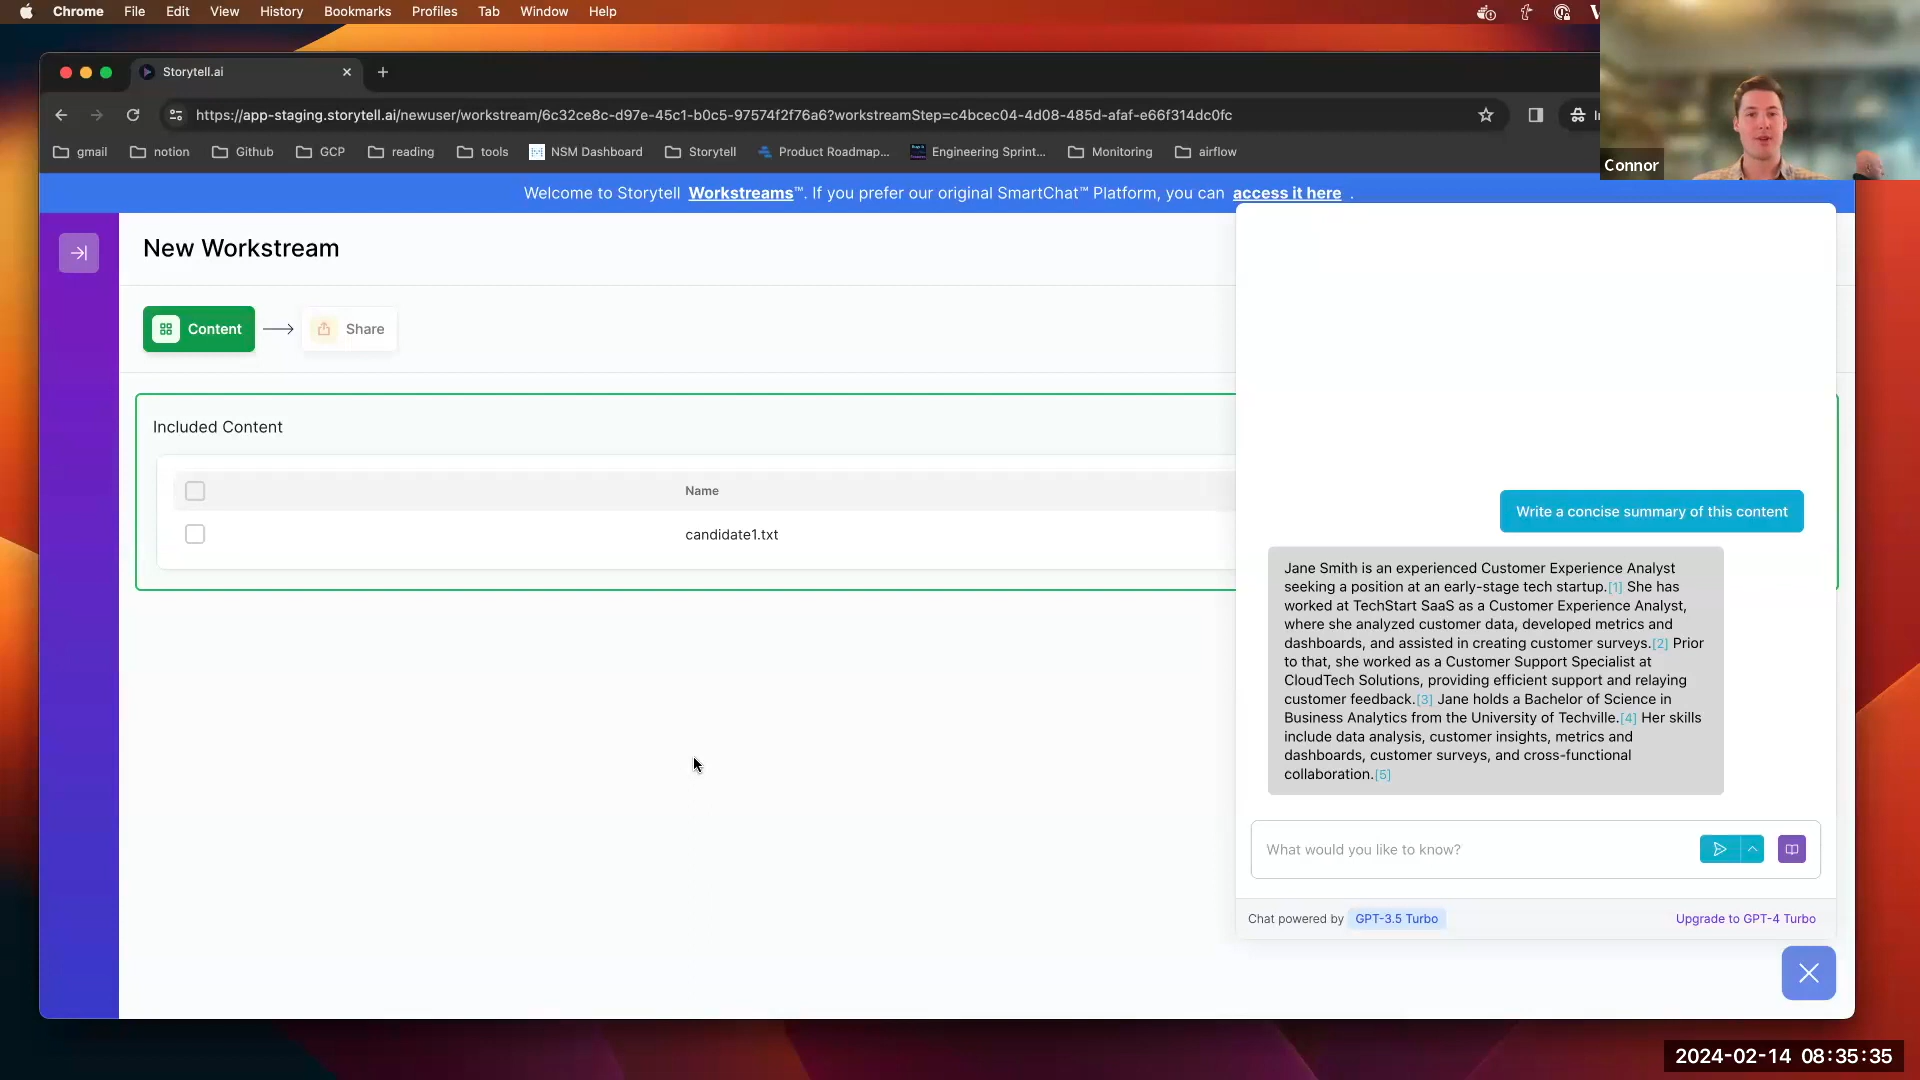 Chrome File Edit View History Bookmarks Profiles Tab Window Help
Storytell.ai
https://app-staging.storytell.ai/newuser/workstream/6c32ce8c-d97e-45c1-b0c5-97574f2f76a6?workstreamStep=c4bcec04-4d08-485d-afaf-e66f314dc0fc
gmail notion Github GCP reading tools NSM Dashboard Storytell Product Roadmap... Engineering Sprint... Monitoring airflow
Connor
Welcome to Storytell Workstreams™. If you prefer our original SmartChat™ Platform, you can access it here .
New Workstream
Content Share
Included Content
Name
candidate1.txt
Write a concise summary of this content
Jane Smith is an experienced Customer Experience Analyst
seeking a position at an early-stage tech startup.[1] She has
worked at TechStart SaaS as a Customer Experience Analyst,
where she analyzed customer data, developed metrics and
dashboards, and assisted in creating customer surveys.[2] Prior
to that, she worked as a Customer Support Specialist at
CloudTech Solutions, providing efficient support and relaying
customer feedback.[3] Jane holds a Bachelor of Science in
Business Analytics from the University of Techville.[4] Her skills
include data analysis, customer insights, metrics and
dashboards, customer surveys, and cross-functional
collaboration.[5]
What would you like to know?
Chat powered by GPT-3.5 Turbo Upgrade to GPT-4 Turbo
2024-02-14 08:35:35